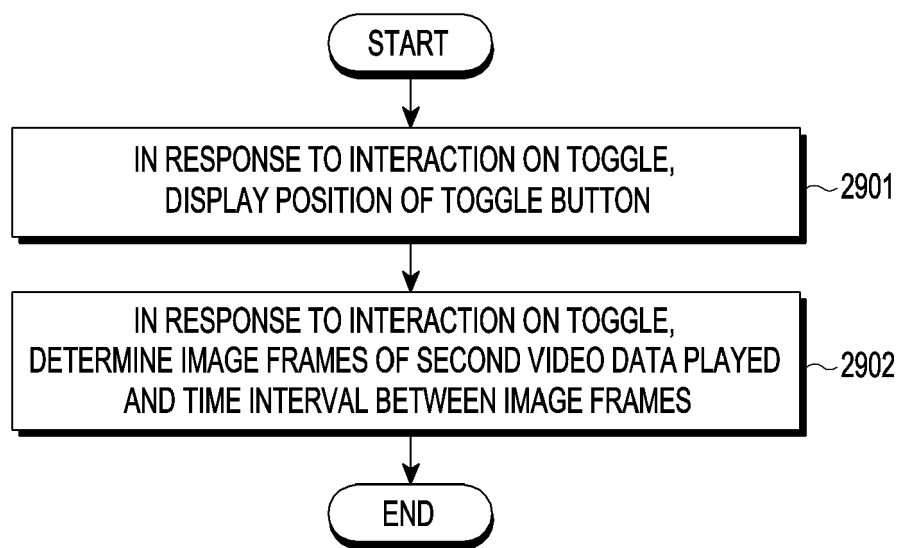 START
IN RESPONSE TO INTERACTION ON TOGGLE,
DISPLAY POSITION OF TOGGLE BUTTON
2901
IN RESPONSE TO INTERACTION ON TOGGLE,
DETERMINE IMAGE FRAMES OF SECOND VIDEO DATA PLAYED
AND TIME INTERVAL BETWEEN IMAGE FRAMES
2902
END